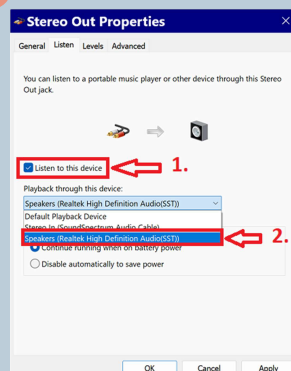 Stereo Out Properties
General Listen Levels Advanced
You can listen to a portable music player or other device through this Stereo
Out jack.
Listen to this device
1.
Playback through this device:
Speakers (Realtek High Definition Audio(SST))
Default Playback Device
Stereo In (SoundSpectrum Audio Cable)
Speakers (Realtek High Definition Audio(SST))
2.
Continue running when on battery power
Disable automatically to save power
OK Cancel Apply